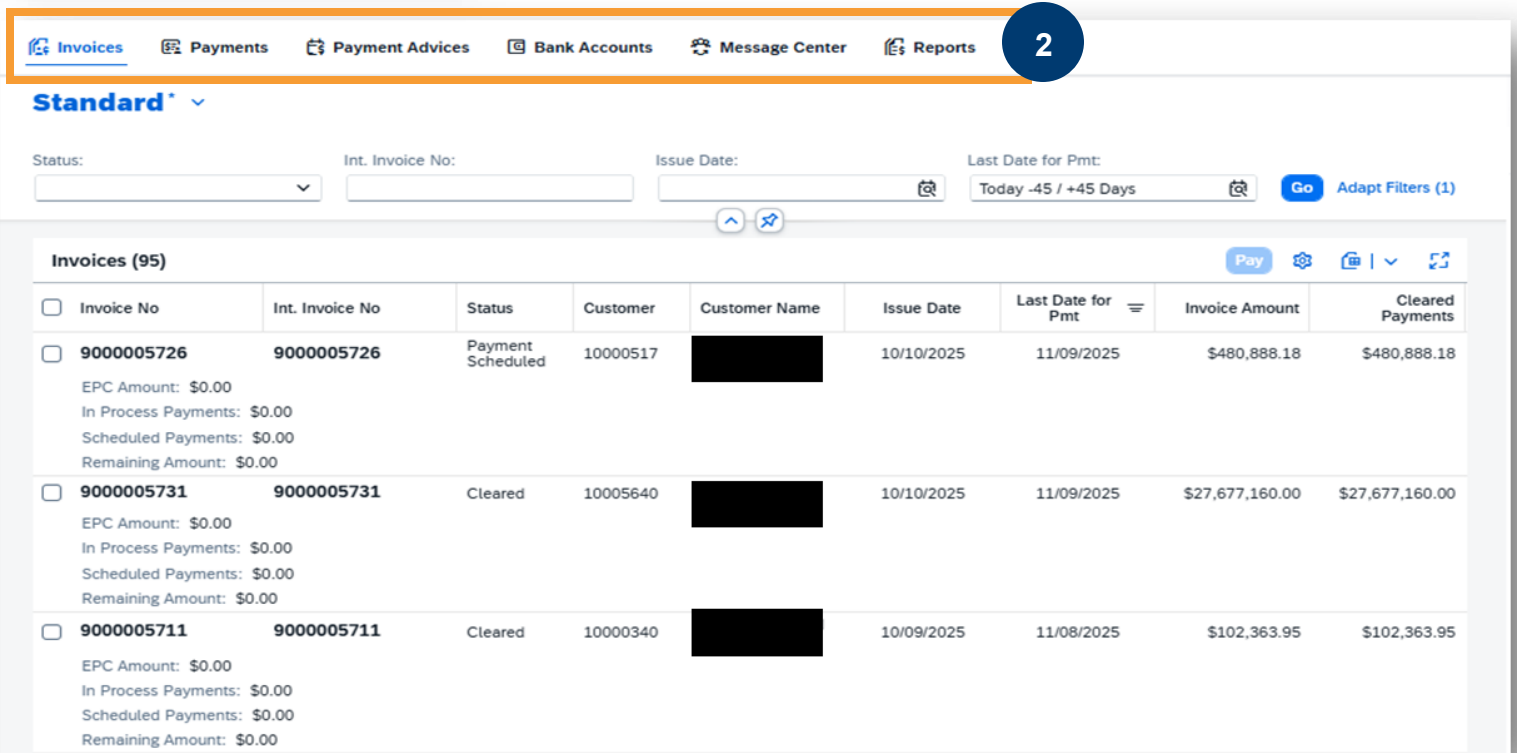 Invoices Payments Payment Advices Bank Accounts Message Center Reports 2
Standard*
Status: Int. Invoice No: Issue Date: Last Date for Pmt:
Today -45 / +45 Days Go Adapt Filters (1)
Invoices (95) Pay
Invoice No Int. Invoice No Status Customer Customer Name Issue Date Last Date for Pmt Invoice Amount Cleared Payments
9000005726 9000005726 Payment Scheduled 10000517 10/10/2025 11/09/2025 $480,888.18 $480,888.18
EPC Amount: $0.00
In Process Payments: $0.00
Scheduled Payments: $0.00
Remaining Amount: $0.00
9000005731 9000005731 Cleared 10005640 10/10/2025 11/09/2025 $27,677,160.00 $27,677,160.00
EPC Amount: $0.00
In Process Payments: $0.00
Scheduled Payments: $0.00
Remaining Amount: $0.00
9000005711 9000005711 Cleared 10000340 10/09/2025 11/08/2025 $102,363.95 $102,363.95
EPC Amount: $0.00
In Process Payments: $0.00
Scheduled Payments: $0.00
Remaining Amount: $0.00